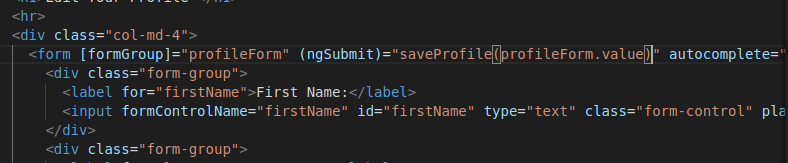 <hr>
<div class="col-md-4">
<form [formGroup]="profileForm" (ngSubmit)="saveProfile(profileForm.value)" autocomplete="
<div class="form-group">
<label for="firstName">First Name:</label>
<input formControlName="firstName" id="firstName" type="text" class="form-control" pla
</div>
<div class="form-group">